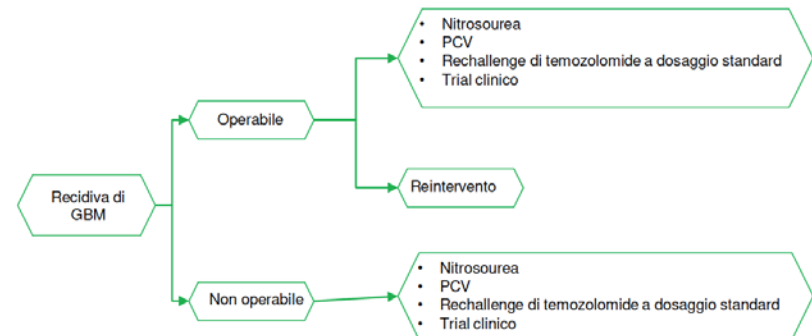 • Nitrosourea
• PCV
• Rechallenge di temozolomide a dosaggio standard
• Trial clinico
Operabile
Reintervento
Recidiva di
GBM
Non operabile
• Nitrosourea
• PCV
• Rechallenge di temozolomide a dosaggio standard
• Trial clinico